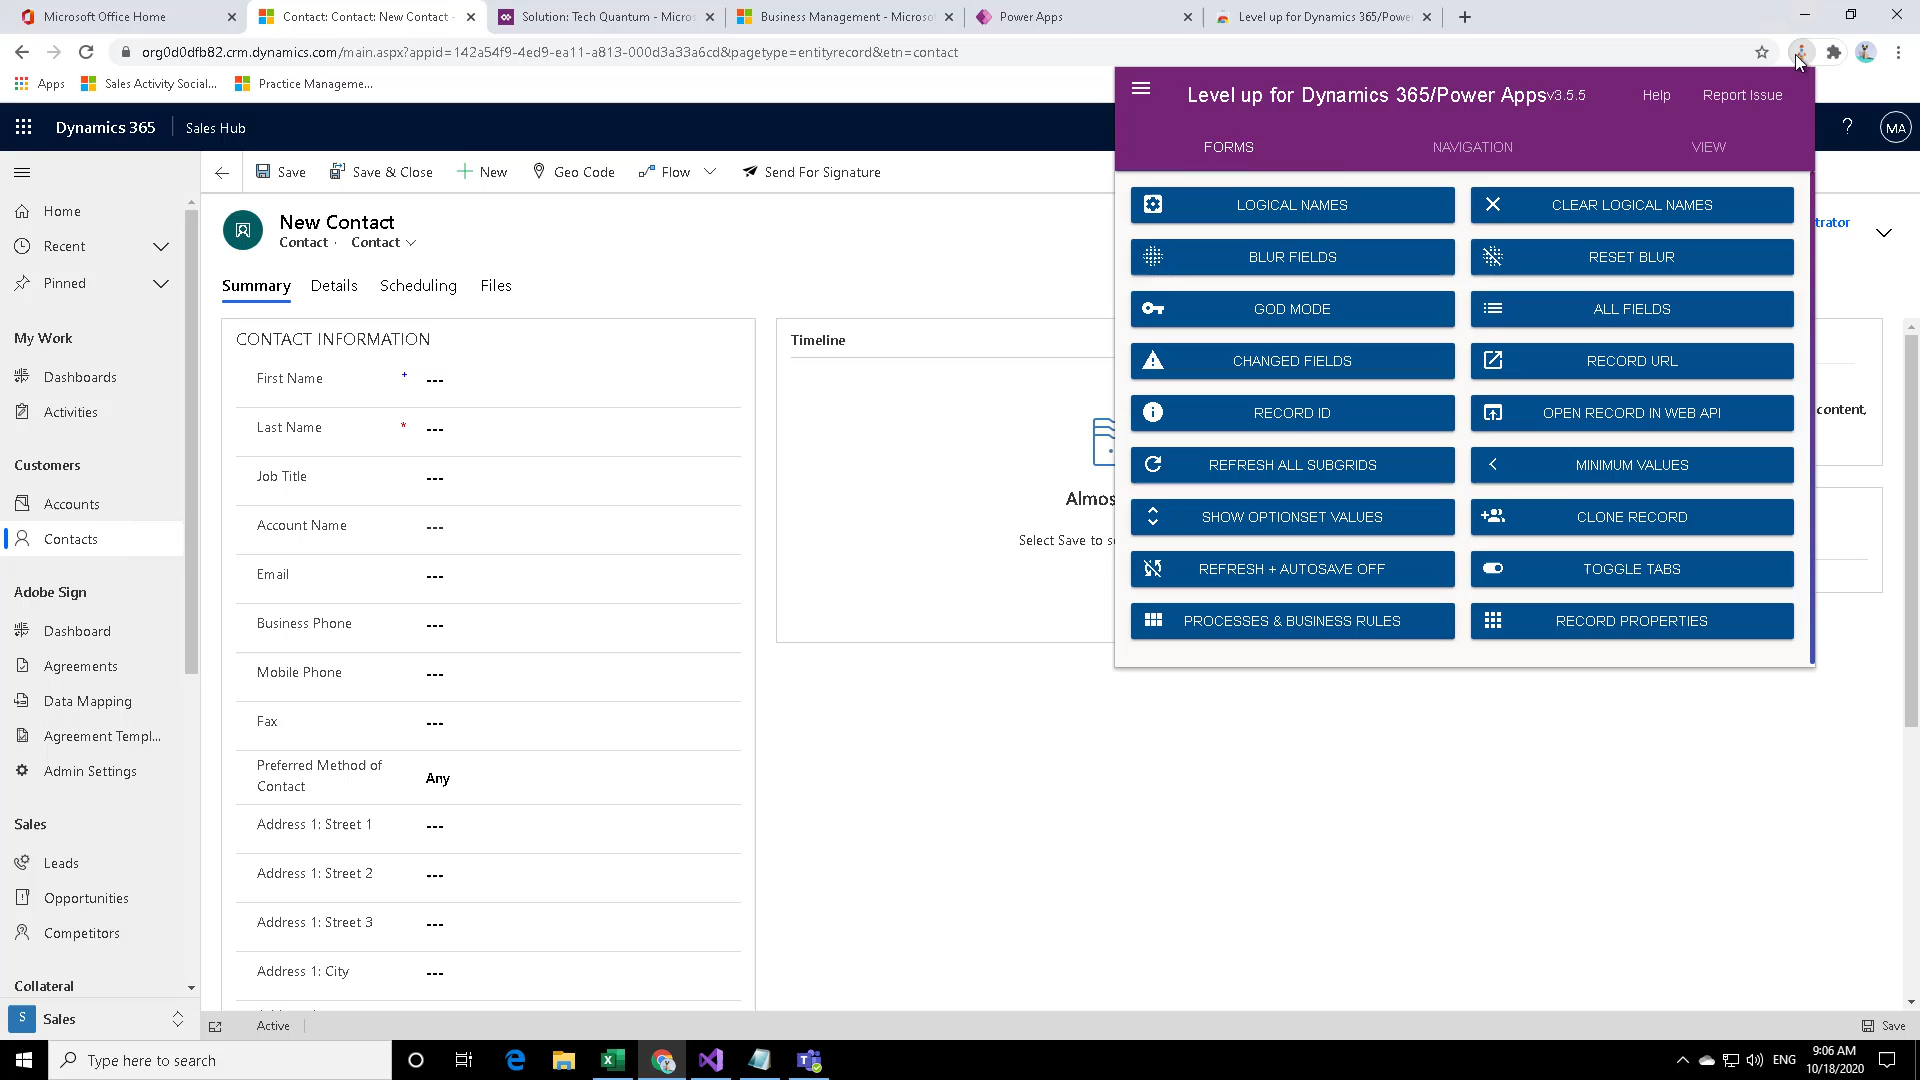 Microsoft Office Home
Contact: Contact: New Contact -
Solution: Tech Quantum - Micros
Business Management - Microso
Power Apps
Level up for Dynamics 365/Power
org0d0dfb82.crm.dynamics.com/main.aspx?appid=142a54f9-4ed9-ea11-a813-000d3a33a6cd&pagetype=entityrecord&etn=contact
Apps
Sales Activity Social...
Practice Manageme...
Dynamics 365
Sales Hub
?
MA
Level up for Dynamics 365/Power Apps v3.5.5
Help
Report Issue
FORMS
NAVIGATION
VIEW
LOGICAL NAMES
CLEAR LOGICAL NAMES
BLUR FIELDS
RESET BLUR
GOD MODE
ALL FIELDS
CHANGED FIELDS
RECORD URL
RECORD ID
OPEN RECORD IN WEB API
REFRESH ALL SUBGRIDS
MINIMUM VALUES
SHOW OPTIONSET VALUES
CLONE RECORD
REFRESH + AUTOSAVE OFF
TOGGLE TABS
PROCESSES & BUSINESS RULES
RECORD PROPERTIES
Save
Save & Close
New
Geo Code
Flow
Send For Signature
Home
Recent
Pinned
My Work
Dashboards
Activities
Customers
Accounts
Contacts
Adobe Sign
Dashboard
Agreements
Data Mapping
Agreement Templ...
Admin Settings
Sales
Leads
Opportunities
Competitors
Collateral
S
Sales
New Contact
Contact · Contact
trator
Summary
Details
Scheduling
Files
CONTACT INFORMATION
First Name + ---
Last Name * ---
Job Title ---
Account Name ---
Email ---
Business Phone ---
Mobile Phone ---
Fax ---
Preferred Method of
Contact
Any
Address 1: Street 1 ---
Address 1: Street 2 ---
Address 1: Street 3 ---
Address 1: City ---
Timeline
Almos
Select Save to s
content,
Active
Save
Type here to search
ENG
9:06 AM
10/18/2020